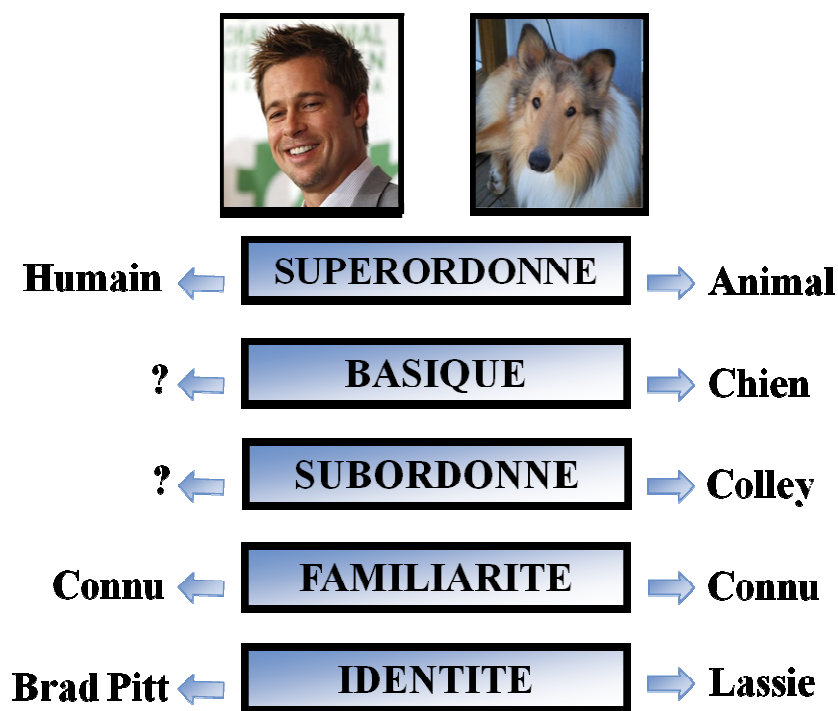 Humain SUPERORDONNE Animal
? BASIQUE Chien
? SUBORDONNE Colley
Connu FAMILIARITE Connu
Brad Pitt IDENTITE Lassie